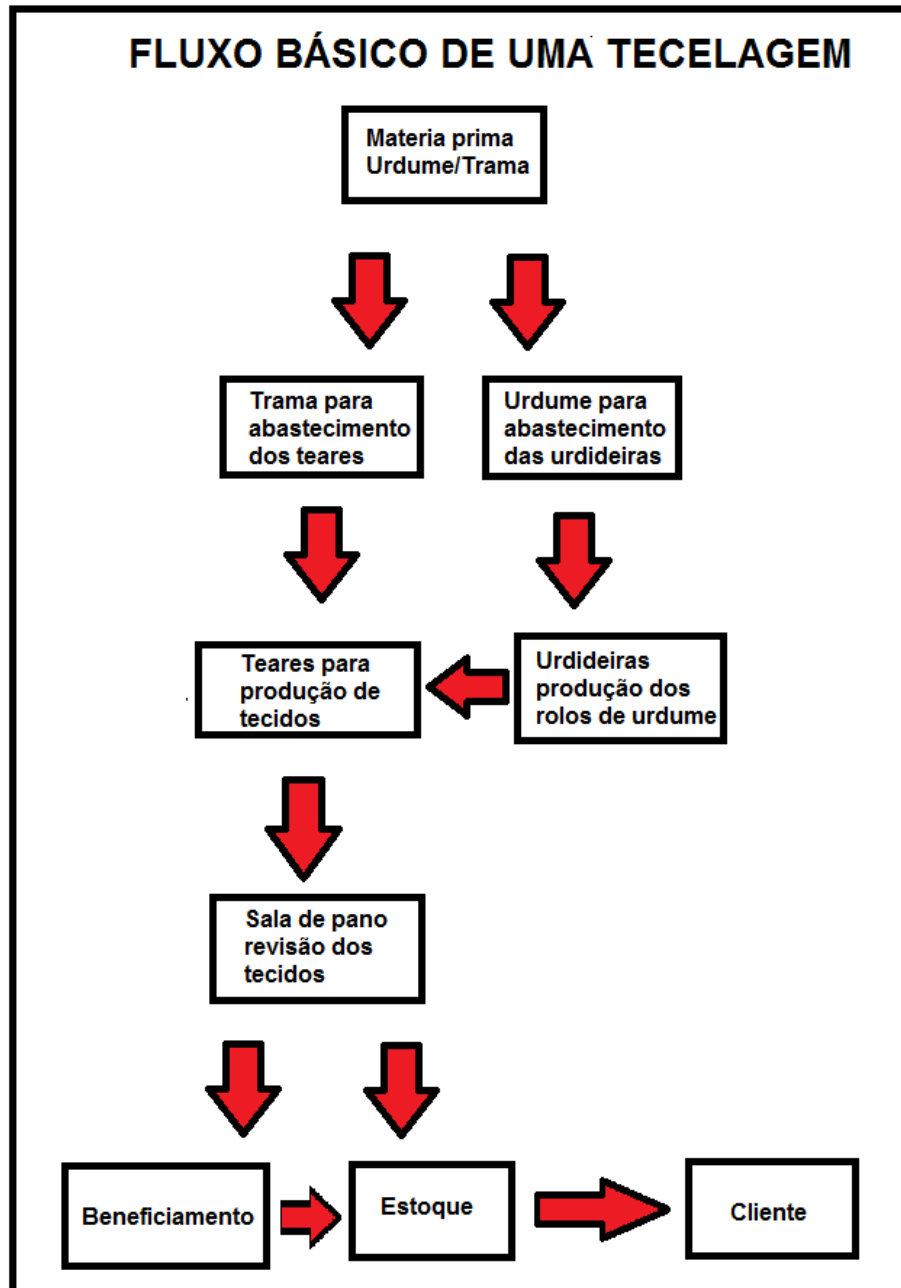 FLUXO BÁSICO DE UMA TECELAGEM
Materia prima
Urdume/Trama
Trama para
abastecimento
dos teares
Urdume para
abastecimento
das urdideiras
Teares para
produção de
tecidos
Urdideiras
produção dos
rolos de urdume
Sala de pano
revisão dos
tecidos
Beneficiamento
Estoque
Cliente